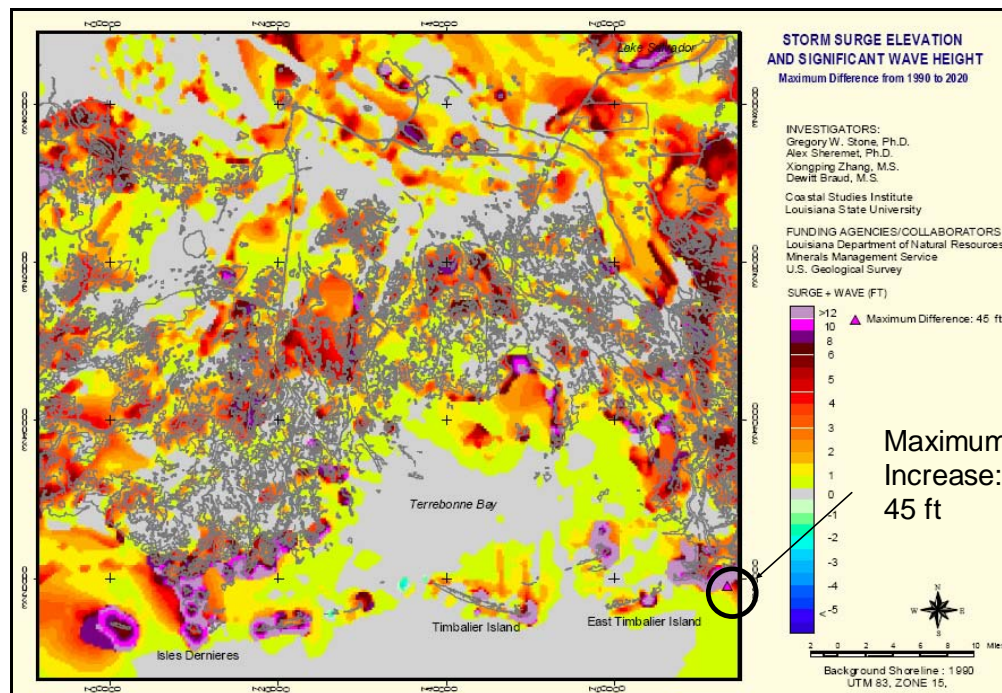 STORM SURGE ELEVATION
AND SIGNIFICANT WAVE HEIGHT
Maximum Difference from 1990 to 2020
INVESTIGATORS:
Gregory W. Stone, Ph.D.
Alex Sheremet, Ph.D.
Xiongping Zhang, M.S.
Dewitt Braud, M.S.
Coastal Studies Institute
Louisiana State University
FUNDING AGENCIES/COLLABORATORS
Louisiana Department of Natural Resources
Minerals Management Service
U.S. Geological Survey
SURGE + WAVE (FT)
>12
10
8
6
5
4
3
2
1
0
-1
-2
-3
-4
< -5
Maximum Difference: 45 ft
Maximum
Increase:
45 ft
Lake Salvador
Terrebonne Bay
Timbalier Island
East Timbalier Island
Isles Dernieres
N
W
E
S
2 0 2 4 6 8 10 Miles
Background Shoreline : 1990
UTM 83, ZONE 15,